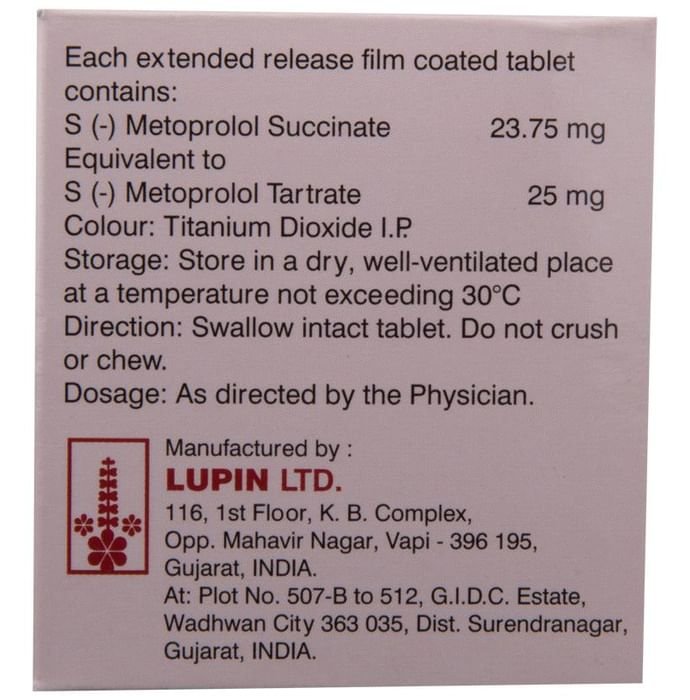 Each extended release film coated tablet
contains:
S (-) Metoprolol Succinate 23.75 mg
Equivalent to
S (-) Metoprolol Tartrate 25 mg
Colour: Titanium Dioxide I.P.
Storage: Store in a dry, well-ventilated place
at a temperature not exceeding 30°C
Direction: Swallow intact tablet. Do not crush
or chew.
Dosage: As directed by the Physician.
Manufactured by :
LUPIN LTD.
116, 1st Floor, K. B. Complex,
Opp. Mahavir Nagar, Vapi - 396 195,
Gujarat, INDIA.
At: Plot No. 507-B to 512, G.I.D.C. Estate,
Wadhwan City 363 035, Dist. Surendranagar,
Gujarat, INDIA.